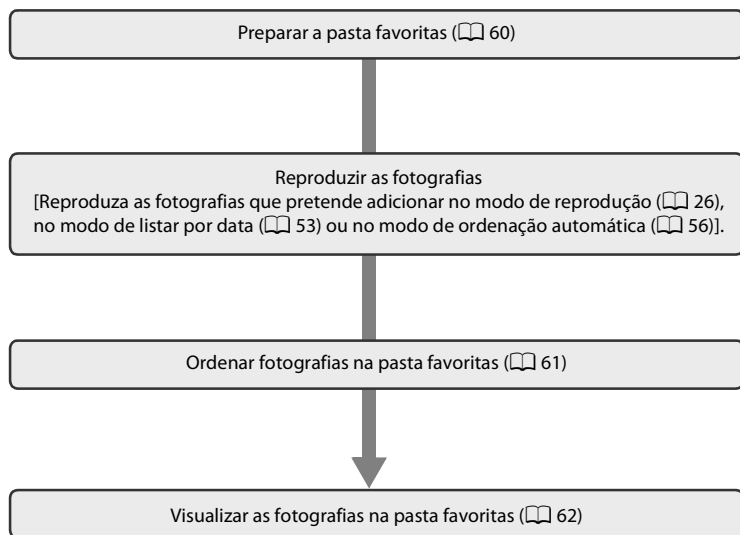 Preparar a pasta favoritas (📖 60)
Reproduzir as fotografias
[Reproduza as fotografias que pretende adicionar no modo de reprodução (📖 26),
no modo de listar por data (📖 53) ou no modo de ordenação automática (📖 56)].
Ordenar fotografias na pasta favoritas (📖 61)
Visualizar as fotografias na pasta favoritas (📖 62)